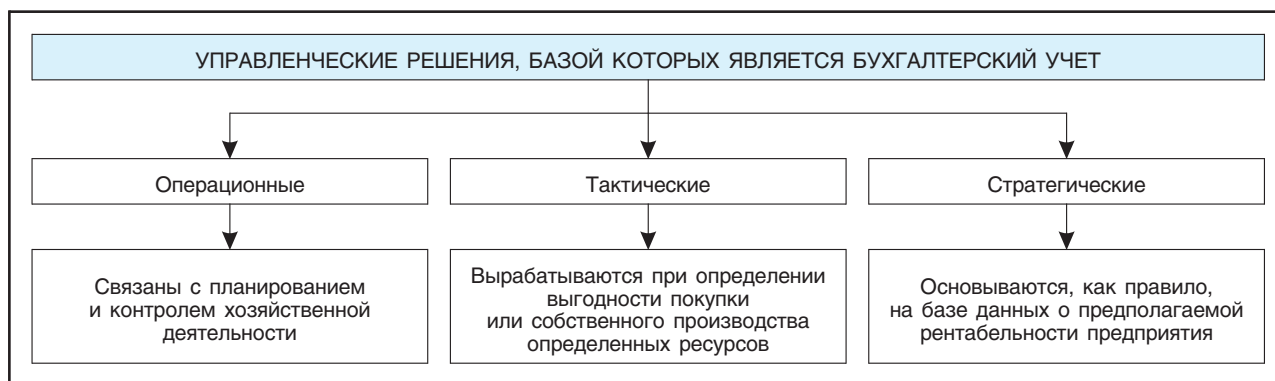 УПРАВЛЕНЧЕСКИЕ РЕШЕНИЯ, БАЗОЙ КОТОРЫХ ЯВЛЯЕТСЯ БУХГАЛТЕРСКИЙ УЧЕТ
Операционные
Тактические
Стратегические
Связаны с планированием
и контролем хозяйственной
деятельности
Вырабатываются при определении
выгодности покупки
или собственного производства
определенных ресурсов
Основываются, как правило,
на базе данных о предполагаемой
рентабельности предприятия